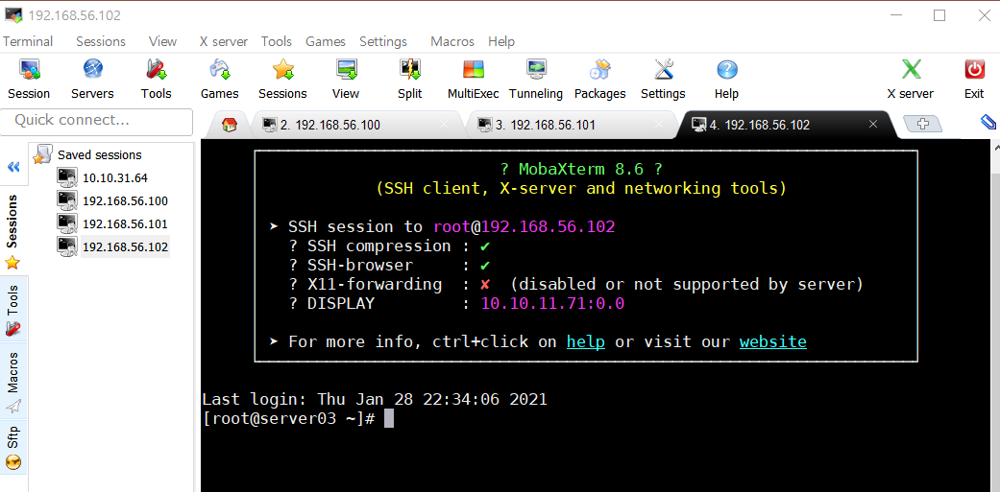 192.168.56.102
Terminal Sessions View X server Tools Games Settings Macros Help
Session Servers Tools Games Sessions View Split MultiExec Tunneling Packages Settings Help X server Exit
Quick connect...
2. 192.168.56.100
3. 192.168.56.101
4. 192.168.56.102
Sessions
Tools
Macros
Sftp
Saved sessions
10.10.31.64
192.168.56.100
192.168.56.101
192.168.56.102
? MobaXterm 8.6 ?
(SSH client, X-server and networking tools)
➤ SSH session to root@192.168.56.102
? SSH compression : ✔
? SSH-browser : ✔
? X11-forwarding : ✘ (disabled or not supported by server)
? DISPLAY : 10.10.11.71:0.0
➤ For more info, ctrl+click on help or visit our website
Last login: Thu Jan 28 22:34:06 2021
[root@server03 ~]#